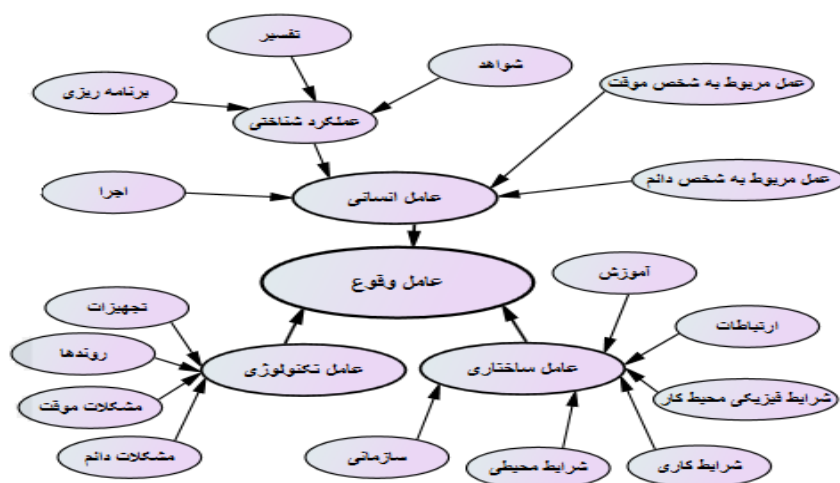 تفسیر
شواهد
برنامه ریزی
عملکرد شناختی
عمل مربوط به شخص موقت
عمل مربوط به شخص دائم
اجرا
عامل انسانی
عامل وقوع
آموزش
تجهیزات
ارتباطات
روندها
عامل تکنولوژی
عامل ساختاری
مشکلات موقت
شرایط فیزیکی محیط کار
مشکلات دائم
سازمانی
شرایط محیطی
شرایط کاری